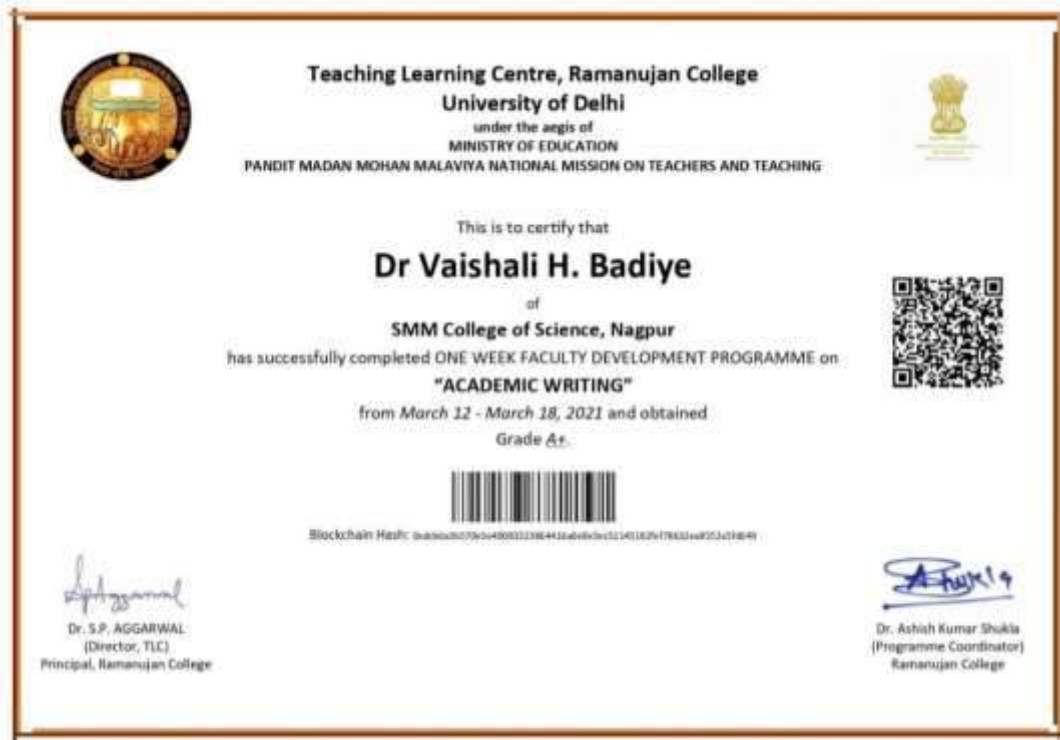 Teaching Learning Centre, Ramanujan College
University of Delhi
under the aegis of
MINISTRY OF EDUCATION
PANDIT MADAN MOHAN MALAVIYA NATIONAL MISSION ON TEACHERS AND TEACHING
This is to certify that
Dr Vaishali H. Badiye
of
SMM College of Science, Nagpur
has successfully completed ONE WEEK FACULTY DEVELOPMENT PROGRAMME on
"ACADEMIC WRITING"
from March 12 - March 18, 2021 and obtained
Grade A+.
Blockchain Hash:
Dr. S.P. AGGARWAL
(Director, TLC)
Principal, Ramanujan College
Dr. Ashish Kumar Shukla
(Programme Coordinator)
Ramanujan College